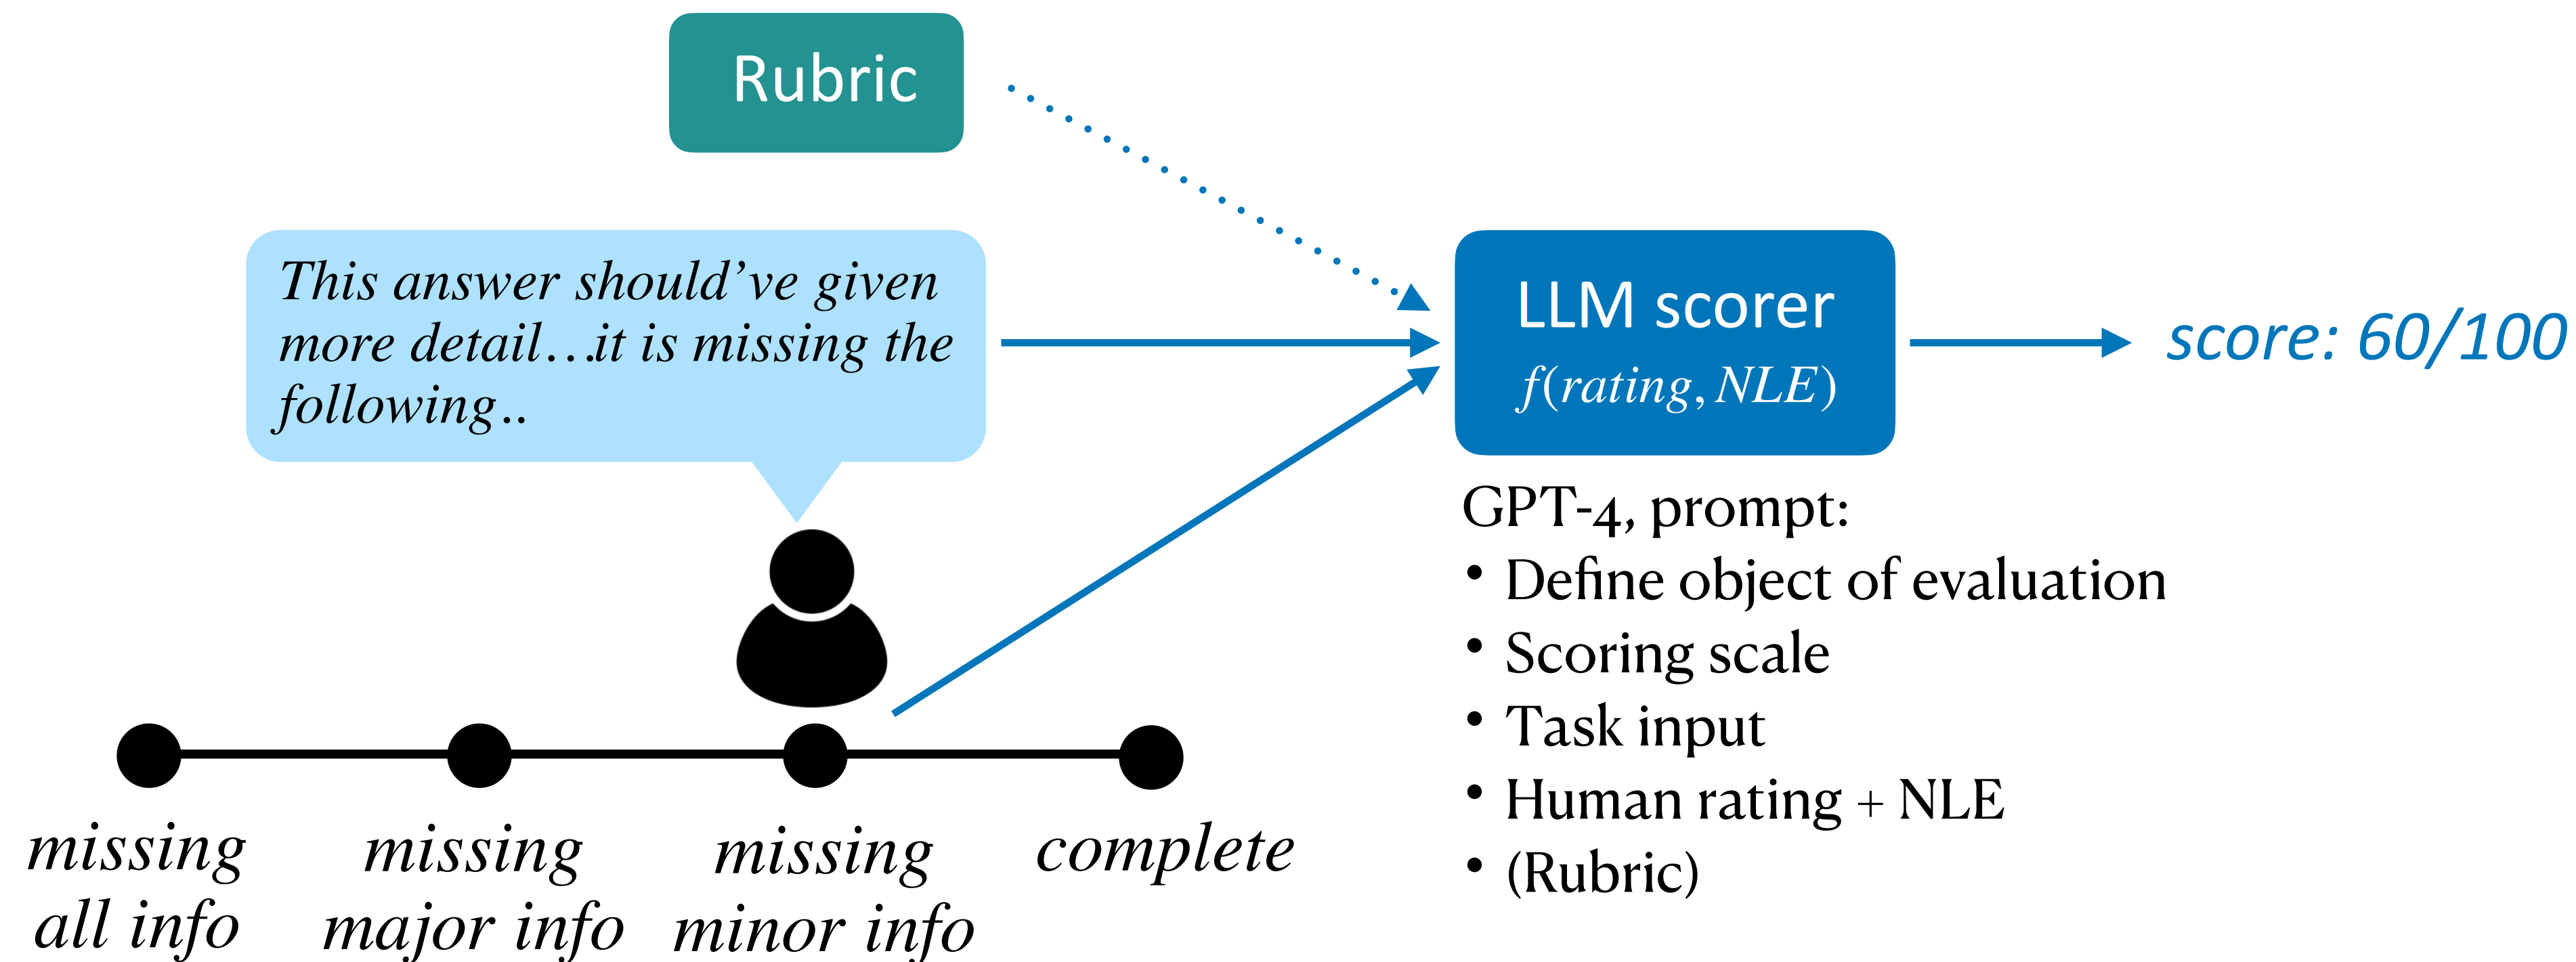 Rubric
This answer should’ve given
more detail…it is missing the
following..
LLM scorer
f(rating, NLE)
score: 60/100
GPT-4, prompt:
• Define object of evaluation
• Scoring scale
• Task input
• Human rating + NLE
• (Rubric)
missing
all info
missing
major info
missing
minor info
complete